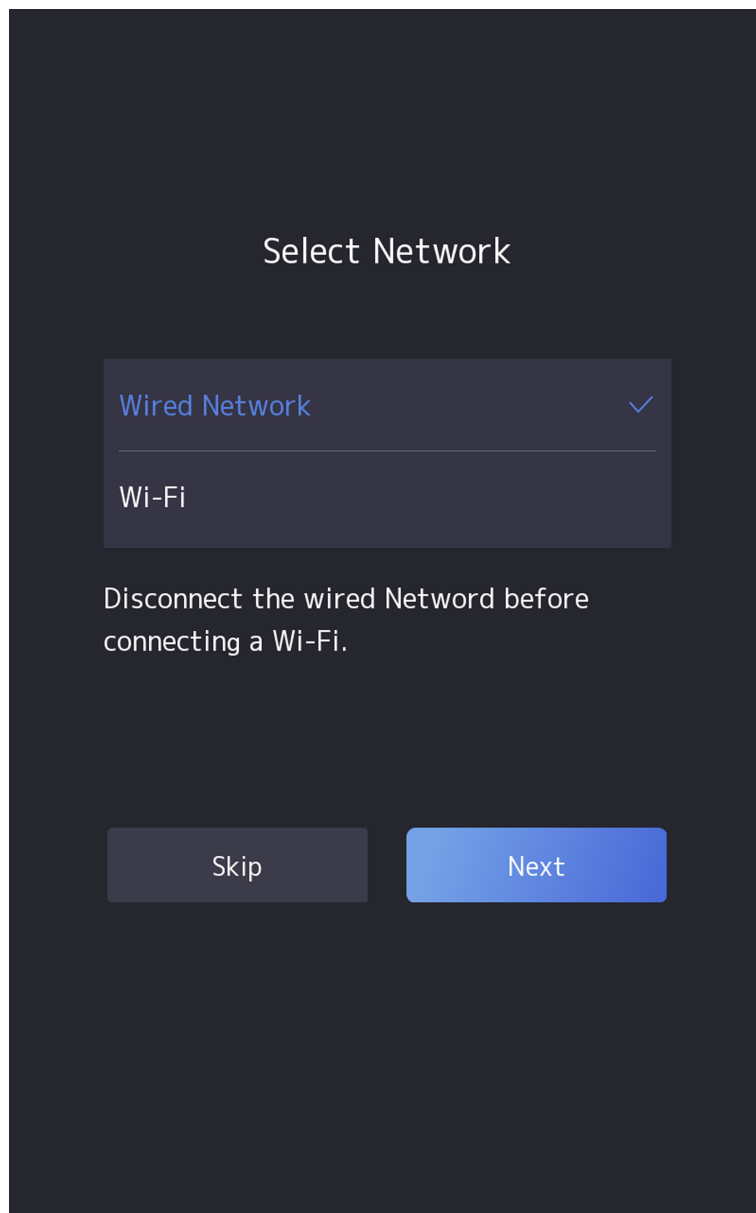 Select Network
Wired Network
Wi-Fi
Disconnect the wired Netword before
connecting a Wi-Fi.
Skip
Next